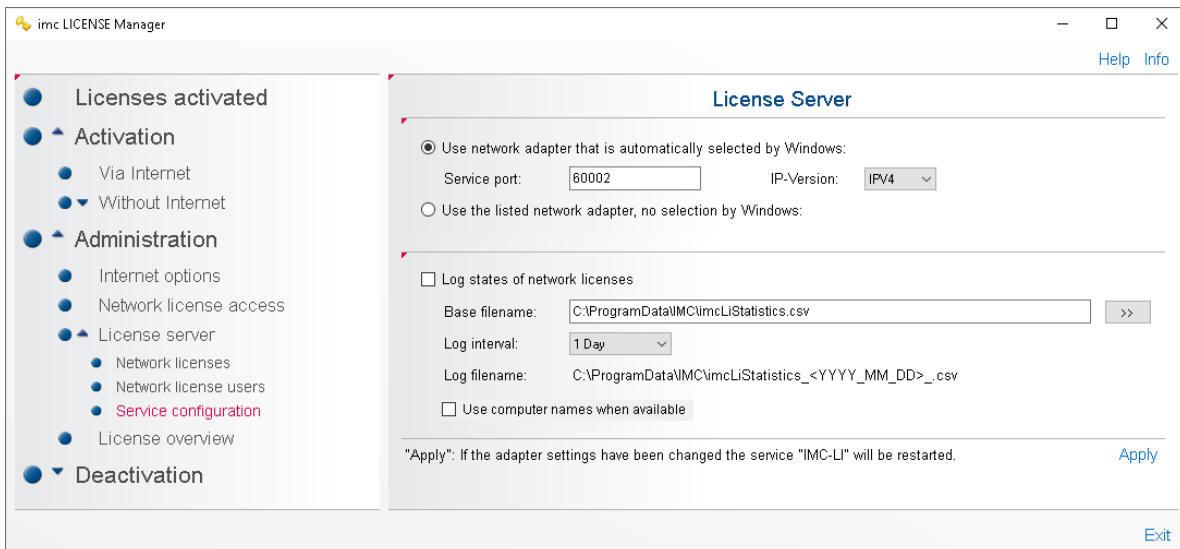 imc LICENSE Manager
Help Info
Licenses activated
Activation
Via Internet
Without Internet
Administration
Internet options
Network license access
License server
Network licenses
Network license users
Service configuration
License overview
Deactivation
License Server
Use network adapter that is automatically selected by Windows:
Service port: 60002 IP-Version: IPV4
Use the listed network adapter, no selection by Windows:
Log states of network licenses
Base filename: C:\ProgramData\IMC\imcLiStatistics.csv >>
Log interval: 1 Day
Log filename: C:\ProgramData\IMC\imcLiStatistics_<YYYY_MM_DD>_.csv
Use computer names when available
"Apply": If the adapter settings have been changed the service "IMC-LI" will be restarted. Apply
Exit